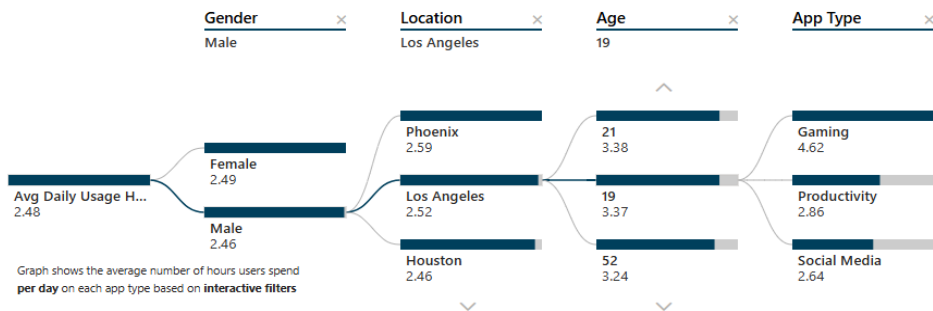 Gender ×
Male
Location ×
Los Angeles
Age ×
19
App Type ×
Avg Daily Usage H...
2.48
Female
2.49
Male
2.46
Phoenix
2.59
Los Angeles
2.52
Houston
2.46
21
3.38
19
3.37
52
3.24
Gaming
4.62
Productivity
2.86
Social Media
2.64
Graph shows the average number of hours users spend
per day on each app type based on interactive filters